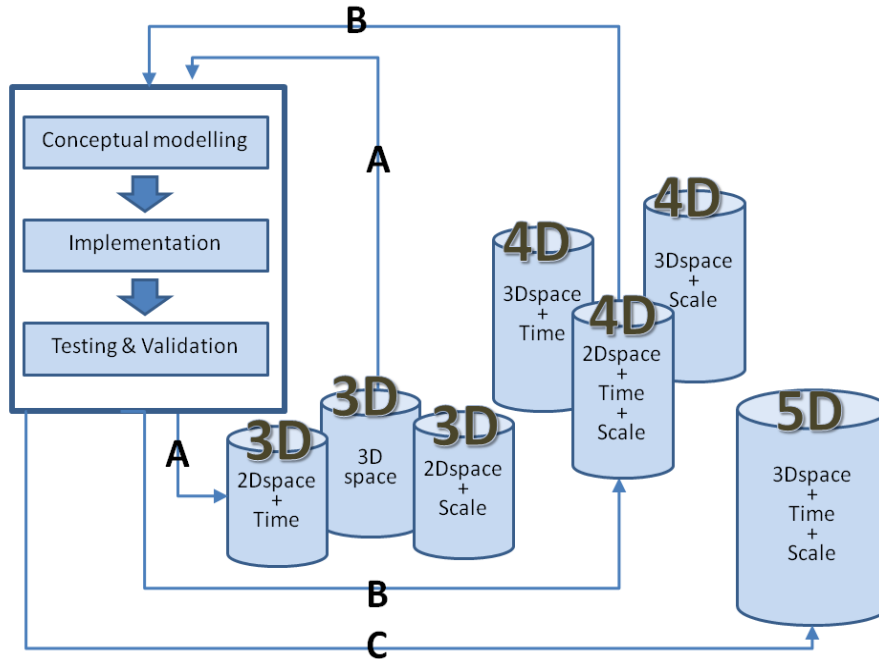 B
A
Conceptual modelling
Implementation
Testing & Validation
A
3D
2Dspace
+
Time
3D
3D
space
3D
2Dspace
+
Scale
4D
3Dspace
+
Time
4D
2Dspace
+
Time
+
Scale
4D
3Dspace
+
Scale
5D
3Dspace
+
Time
+
Scale
B
C